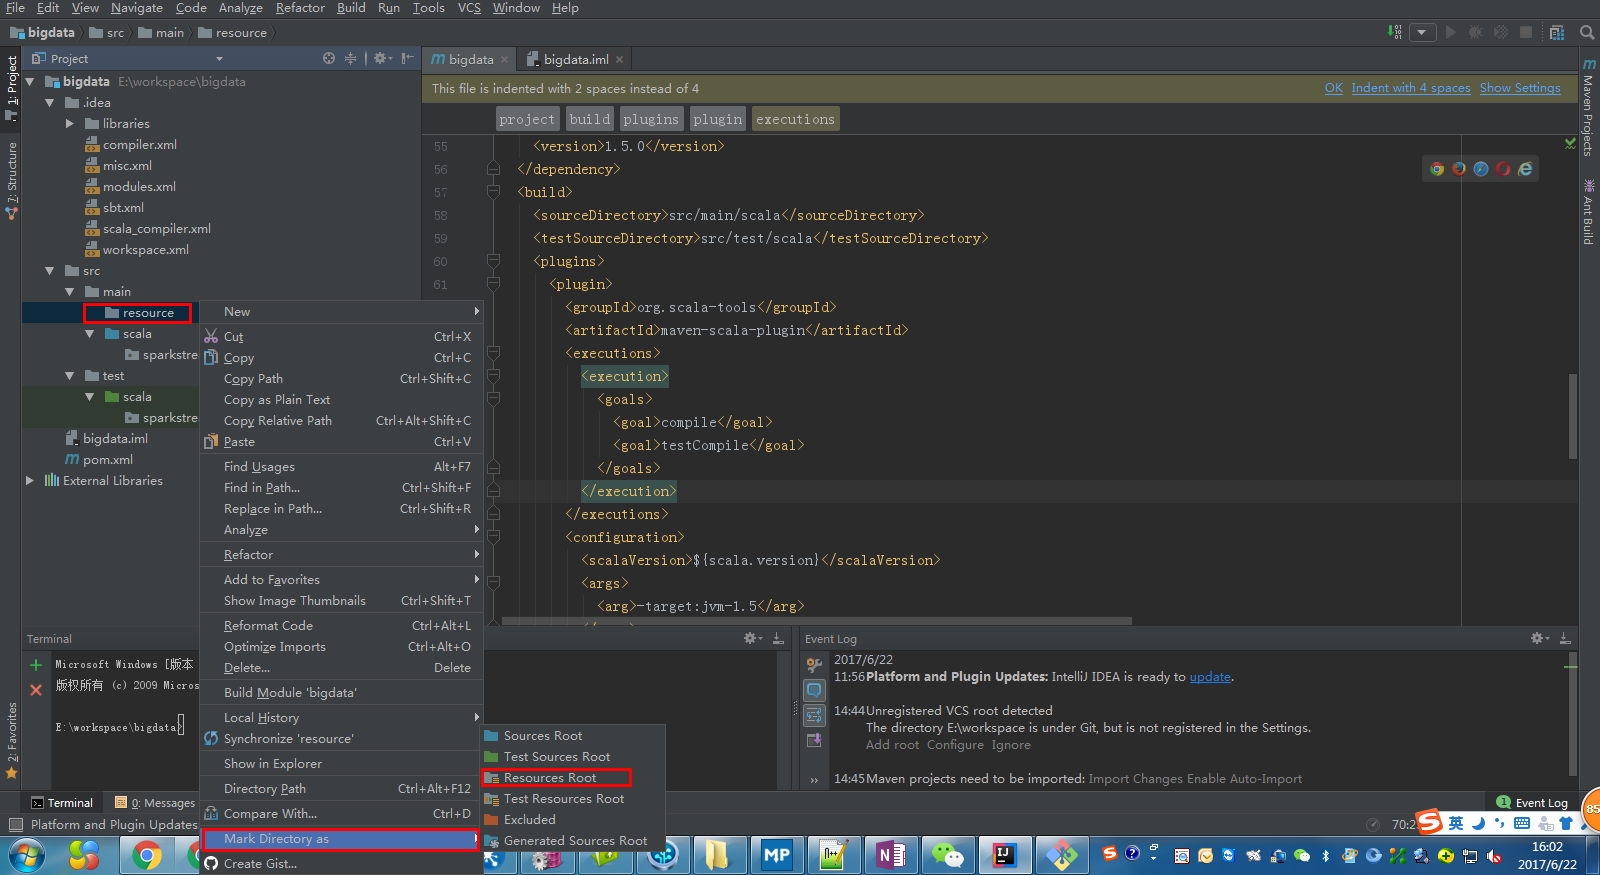 File Edit View Navigate Code Analyze Refactor Build Run Tools VCS Window Help
bigdata src main resource
Project
bigdata
bigdata.iml
1: Project
7: Structure
2: Favorites
Maven Projects
Ant Build
bigdata E:\workspace\bigdata
.idea
libraries
compiler.xml
misc.xml
modules.xml
sbt.xml
scala_compiler.xml
workspace.xml
src
main
resource
scala
sparkstre
test
scala
sparkstre
bigdata.iml
pom.xml
External Libraries
This file is indented with 2 spaces instead of 4
OK Indent with 4 spaces Show Settings
project build plugins plugin executions
55 <version>1.5.0</version>
56 </dependency>
57 <build>
58 <sourceDirectory>src/main/scala</sourceDirectory>
59 <testSourceDirectory>src/test/scala</testSourceDirectory>
60 <plugins>
61 <plugin>
<groupId>org.scala-tools</groupId>
<artifactId>maven-scala-plugin</artifactId>
<executions>
<execution>
<goals>
<goal>compile</goal>
<goal>testCompile</goal>
</goals>
</execution>
</executions>
<configuration>
<scalaVersion>${scala.version}</scalaVersion>
<args>
<arg>-target:jvm-1.5</arg>
New
Cut Ctrl+X
Copy Ctrl+C
Copy Path Ctrl+Shift+C
Copy as Plain Text
Copy Relative Path Ctrl+Alt+Shift+C
Paste Ctrl+V
Find Usages Alt+F7
Find in Path... Ctrl+Shift+F
Replace in Path... Ctrl+Shift+R
Analyze
Refactor
Add to Favorites
Show Image Thumbnails Ctrl+Shift+T
Reformat Code Ctrl+Alt+L
Optimize Imports Ctrl+Alt+O
Delete... Delete
Build Module 'bigdata'
Local History
Synchronize 'resource'
Show in Explorer
Directory Path Ctrl+Alt+F12
Compare With... Ctrl+D
Mark Directory as
Create Gist...
Sources Root
Test Sources Root
Resources Root
Test Resources Root
Excluded
Generated Sources Root
Terminal
Microsoft Windows [版本
版权所有 (c) 2009 Micros
E:\workspace\bigdata>
Event Log
2017/6/22
11:56 Platform and Plugin Updates: IntelliJ IDEA is ready to update.
14:44 Unregistered VCS root detected
The directory E:\workspace is under Git, but is not registered in the Settings.
Add root Configure Ignore
14:45 Maven projects need to be imported: Import Changes Enable Auto-Import
Terminal 0: Messages
Event Log
Platform and Plugin Updates
70:2
英
85
MP
16:02
2017/6/22